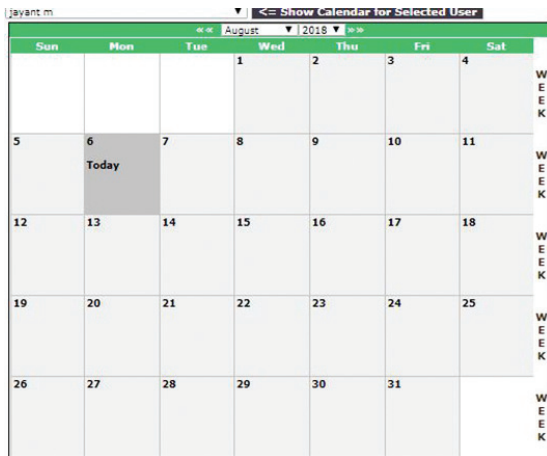 jayant m <= Show Calendar for Selected User
«« August 2018 »»
Sun Mon Tue Wed Thu Fri Sat
1 2 3 4
W
E
E
K
5 6 7 8 9 10 11
Today
W
E
E
K
12 13 14 15 16 17 18
W
E
E
K
19 20 21 22 23 24 25
W
E
E
K
26 27 28 29 30 31
W
E
E
K